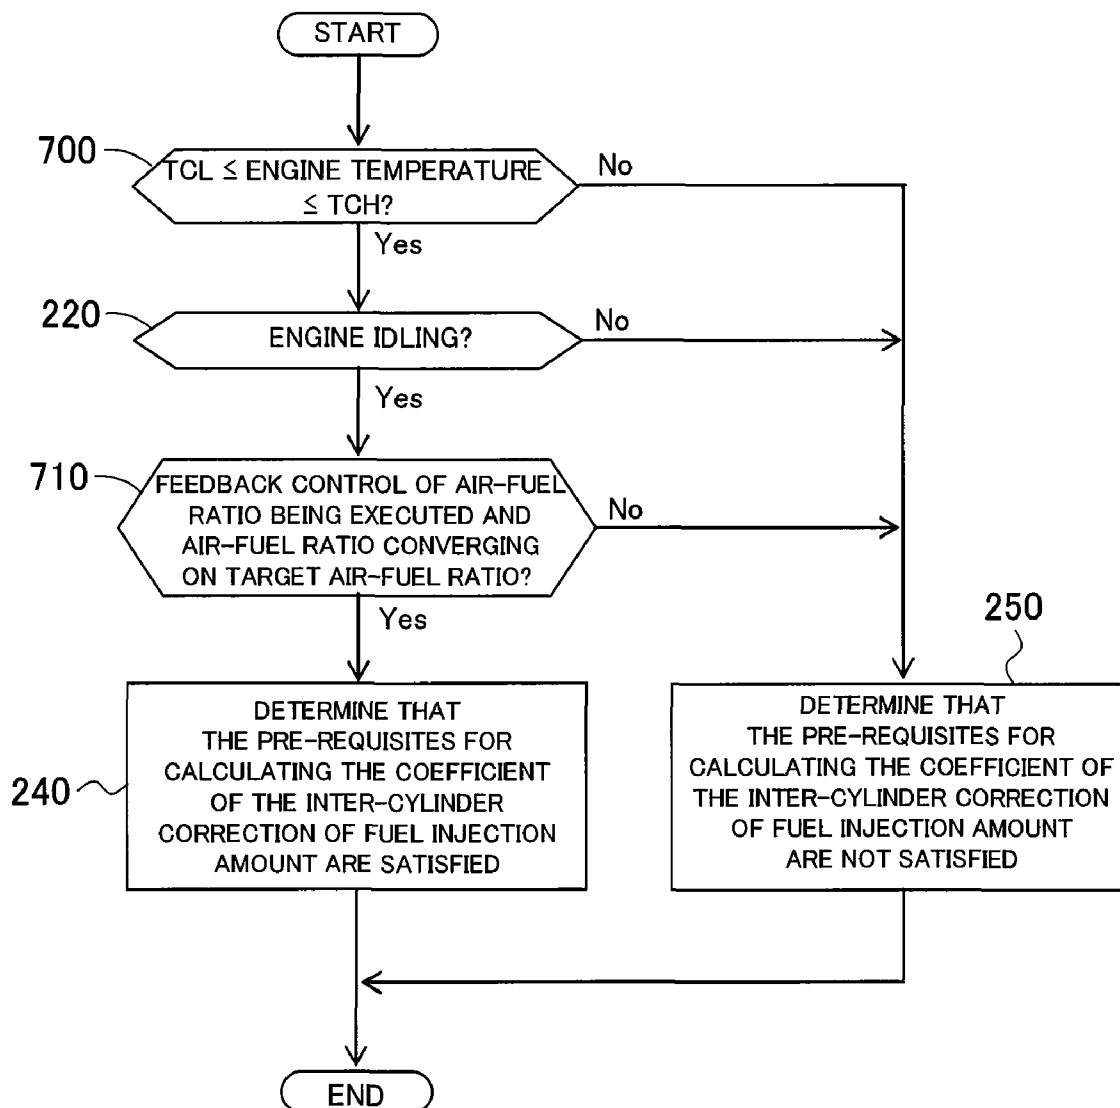 START
700
TCL ≤ ENGINE TEMPERATURE
≤ TCH?
No
Yes
220
ENGINE IDLING?
No
Yes
710
FEEDBACK CONTROL OF AIR-FUEL
RATIO BEING EXECUTED AND
AIR-FUEL RATIO CONVERGING
ON TARGET AIR-FUEL RATIO?
No
Yes
240
DETERMINE THAT
THE PRE-REQUISITES FOR
CALCULATING THE COEFFICIENT
OF THE INTER-CYLINDER
CORRECTION OF FUEL INJECTION
AMOUNT ARE SATISFIED
250
DETERMINE THAT
THE PRE-REQUISITES FOR
CALCULATING THE COEFFICIENT OF
THE INTER-CYLINDER CORRECTION
OF FUEL INJECTION AMOUNT
ARE NOT SATISFIED
END